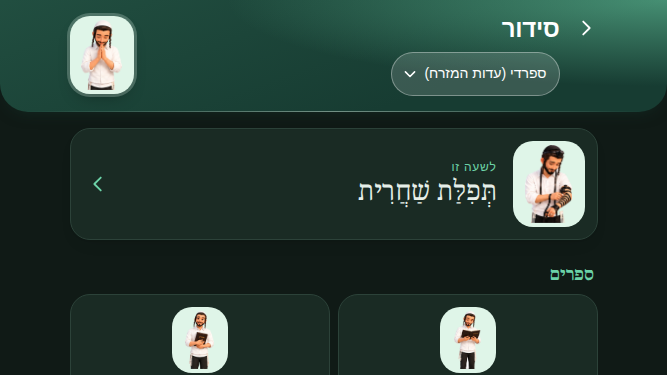 סידור
ספרדי (עדות המזרח)
לשעה זו
תְּפִלַּת שַׁחֲרִית
ספרים